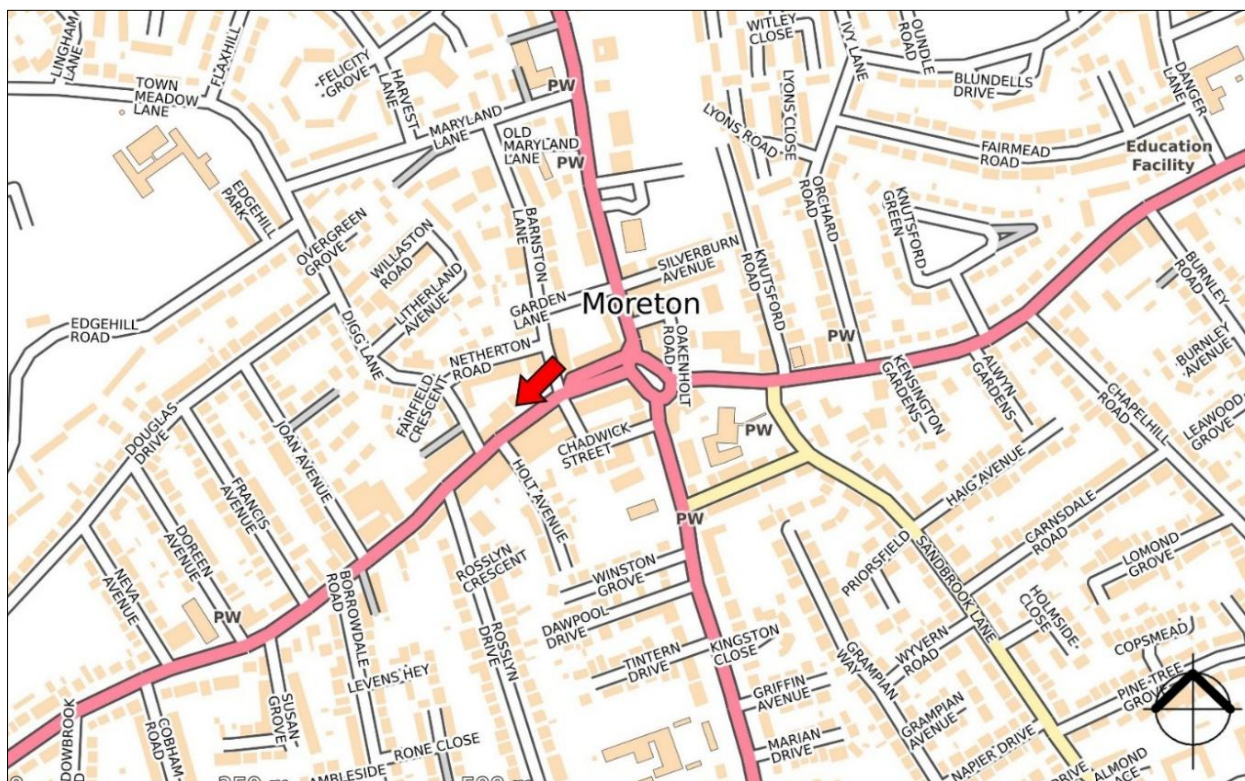 LINGHAM
LANE
TOWN
MEADOW
LANE
FLAXHILL
FELICITY
GROVE
HARVEST
LANE
MARYLAND
LANE
PW
OLD
MARYLAND
LANE
PW
WITLEY
CLOSE
IVY LANE
OUNDLE
ROAD
BLUNDELLS
DRIVE
DANGER
LANE
LYONS CLOSE
LYONS ROAD
FAIRMEAD
ROAD
Education
Facility
EDGEHILL
PARK
OVERGREEN
GROVE
WILLASTON
ROAD
LITHERLAND
AVENUE
BARNSTON
LANE
GARDEN
LANE
SILVERBURN
AVENUE
KNUTSFORD
ROAD
ORCHARD
ROAD
KNUTSFORD
GREEN
BURNLEY
ROAD
BURNLEY
AVENUE
Moreton
EDGEHILL
ROAD
DIGG LANE
NETHERTON
ROAD
FAIRFIELD
CRESCENT
OAKENHOLT
ROAD
PW
KENSINGTON
GARDENS
ALWYN
GARDENS
CHAPELHILL
ROAD
LEAWOOD
GROVE
DOUGLAS
DRIVE
JOAN AVENUE
FRANCIS
AVENUE
DOREEN
AVENUE
NEVA
AVENUE
CHADWICK
STREET
HOLT AVENUE
PW
PW
HAIG AVENUE
CARNSDALE
ROAD
LOMOND
GROVE
PRIORSFIELD
SANDBROOK LANE
HOLMSIDE
CLOSE
COPSMEAD
PINE-TREE
GROVE
ROSSLYN
CRESCENT
ROSSLYN
DRIVE
WINSTON
GROVE
DAWPOOL
DRIVE
TINTERN
DRIVE
KINGSTON
CLOSE
GRIFFIN
AVENUE
MARIAN
DRIVE
GRAMPIAN
WAY
WYVERN
ROAD
GRAMPIAN
AVENUE
NAPIER DRIVE
DRIVE
PW
BORROWDALE
ROAD
LEVENS HEY
SUSAN
GROVE
COBHAM
ROAD
RONE CLOSE
AMBLESIDE